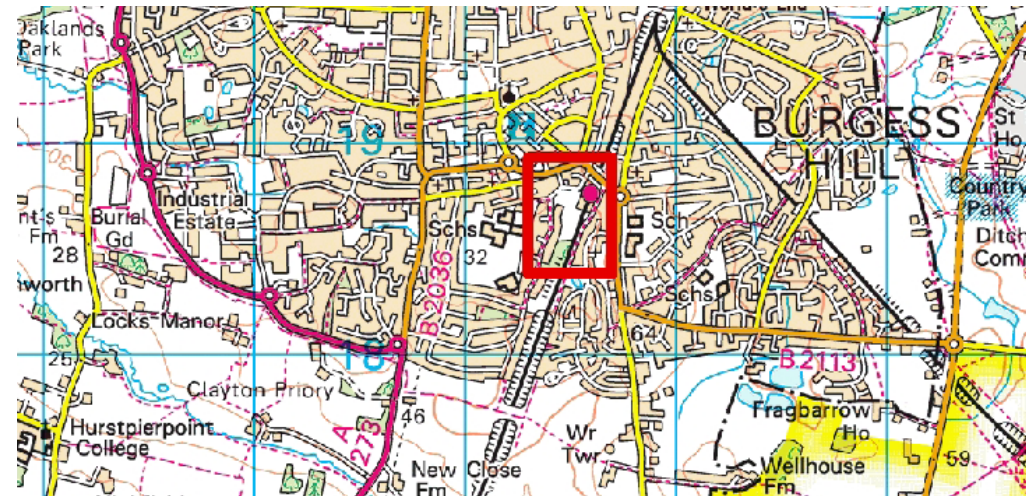 Oaklands
Park
LC
BURGESS
HILL
St
Ho
19
Country
Park
Ditch
Comm
Industrial
Estate
Burial
Gd
nt's
Fm
28
Schs
Sch
32
B 2036
Schs
worth
Locks Manor
64
25
18
B 2113
Clayton Priory
46
A 273
Fragbarrow
Ho
Hurstpierpoint
College
Wr
Twr
59
New Close
Fm
Wellhouse
Fm